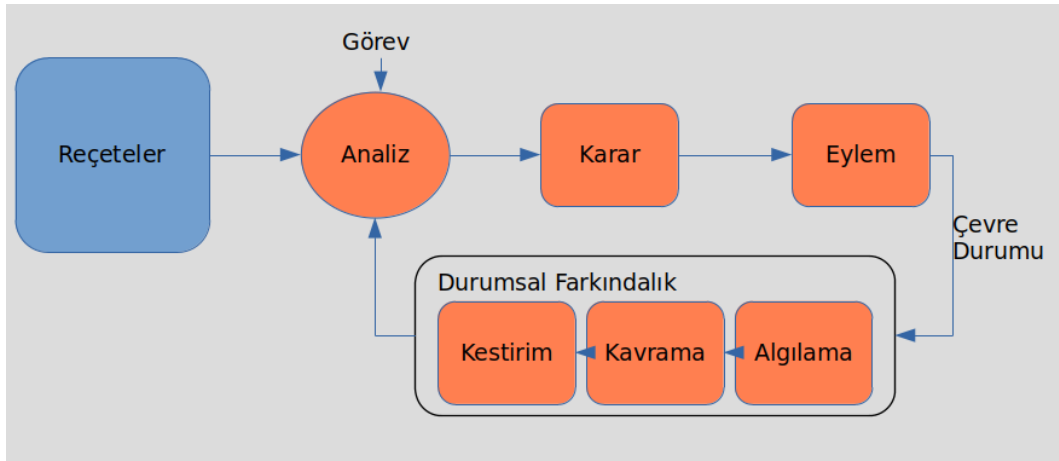 Görev
Reçeteler
Analiz
Karar
Eylem
Çevre
Durumu
Durumsal Farkındalık
Kestirim
Kavrama
Algılama